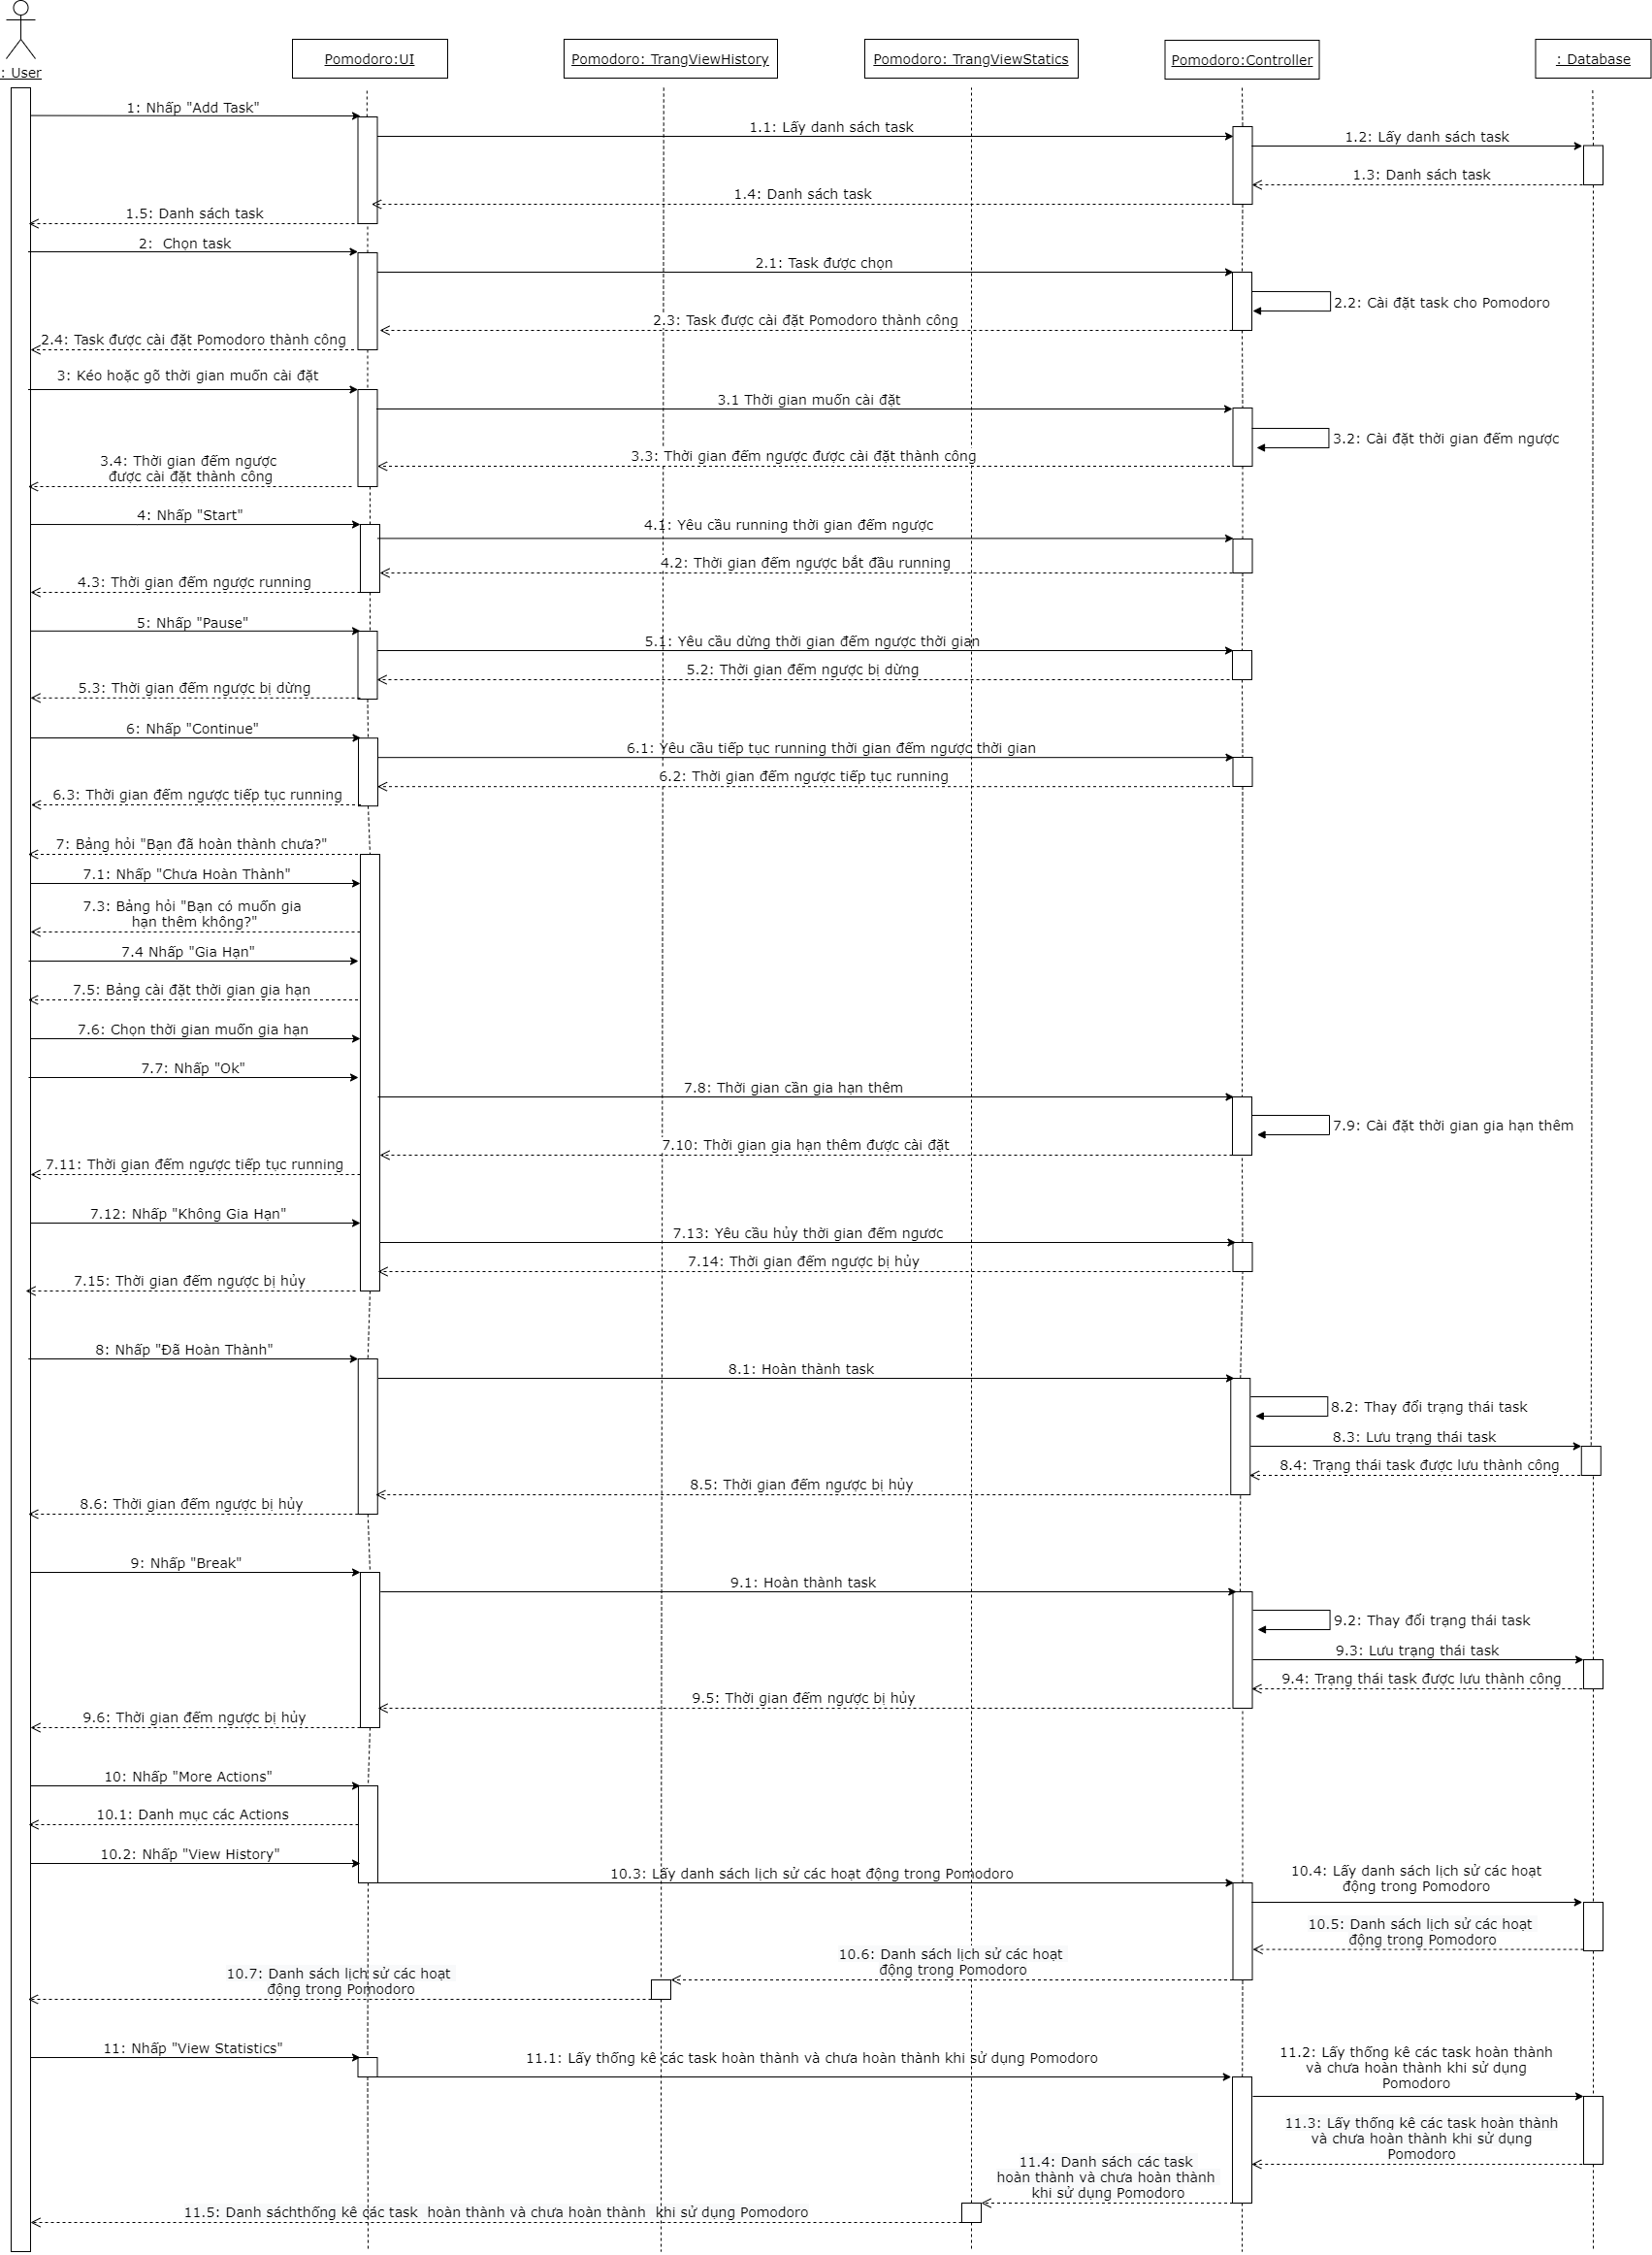 : User
Pomodoro:UI
Pomodoro: TrangViewHistory
Pomodoro: TrangViewStatics
Pomodoro:Controller
: Database
1: Nhấp "Add Task"
1.1: Lấy danh sách task
1.2: Lấy danh sách task
1.3: Danh sách task
1.4: Danh sách task
1.5: Danh sách task
2:  Chọn task
2.1: Task được chọn
2.2: Cài đặt task cho Pomodoro
2.3: Task được cài đặt Pomodoro thành công
2.4: Task được cài đặt Pomodoro thành công
3: Kéo hoặc gõ thời gian muốn cài đặt
3.1 Thời gian muốn cài đặt
3.2: Cài đặt thời gian đếm ngược
3.3: Thời gian đếm ngược được cài đặt thành công
3.4: Thời gian đếm ngược
được cài đặt thành công
4: Nhấp "Start"
4.1: Yêu cầu running thời gian đếm ngược
4.2: Thời gian đếm ngược bắt đầu running
4.3: Thời gian đếm ngược running
5: Nhấp "Pause"
5.1: Yêu cầu dừng thời gian đếm ngược thời gian
5.2: Thời gian đếm ngược bị dừng
5.3: Thời gian đếm ngược bị dừng
6: Nhấp "Continue"
6.1: Yêu cầu tiếp tục running thời gian đếm ngược thời gian
6.2: Thời gian đếm ngược tiếp tục running
6.3: Thời gian đếm ngược tiếp tục running
7: Bảng hỏi "Bạn đã hoàn thành chưa?"
7.1: Nhấp "Chưa Hoàn Thành"
7.3: Bảng hỏi "Bạn có muốn gia
hạn thêm không?"
7.4 Nhấp "Gia Hạn"
7.5: Bảng cài đặt thời gian gia hạn
7.6: Chọn thời gian muốn gia hạn
7.7: Nhấp "Ok"
7.8: Thời gian cần gia hạn thêm
7.9: Cài đặt thời gian gia hạn thêm
7.10: Thời gian gia hạn thêm được cài đặt
7.11: Thời gian đếm ngược tiếp tục running
7.12: Nhấp "Không Gia Hạn"
7.13: Yêu cầu hủy thời gian đếm ngươc
7.14: Thời gian đếm ngược bị hủy
7.15: Thời gian đếm ngược bị hủy
8: Nhấp "Đã Hoàn Thành"
8.1: Hoàn thành task
8.2: Thay đổi trạng thái task
8.3: Lưu trạng thái task
8.4: Trạng thái task được lưu thành công
8.5: Thời gian đếm ngược bị hủy
8.6: Thời gian đếm ngược bị hủy
9: Nhấp "Break"
9.1: Hoàn thành task
9.2: Thay đổi trạng thái task
9.3: Lưu trạng thái task
9.4: Trạng thái task được lưu thành công
9.5: Thời gian đếm ngược bị hủy
9.6: Thời gian đếm ngược bị hủy
10: Nhấp "More Actions"
10.1: Danh mục các Actions
10.2: Nhấp "View History"
10.3: Lấy danh sách lịch sử các hoạt động trong Pomodoro
10.4: Lấy danh sách lịch sử các hoạt
động trong Pomodoro
10.5: Danh sách lịch sử các hoạt
động trong Pomodoro
10.6: Danh sách lịch sử các hoạt
động trong Pomodoro
10.7: Danh sách lịch sử các hoạt
động trong Pomodoro
11: Nhấp "View Statistics"
11.1: Lấy thống kê các task hoàn thành và chưa hoàn thành khi sử dụng Pomodoro
11.2: Lấy thống kê các task hoàn thành
và chưa hoàn thành khi sử dụng
Pomodoro
11.3: Lấy thống kê các task hoàn thành
và chưa hoàn thành khi sử dụng
Pomodoro
11.4: Danh sách các task
hoàn thành và chưa hoàn thành
khi sử dụng Pomodoro
11.5: Danh sáchthống kê các task  hoàn thành và chưa hoàn thành  khi sử dụng Pomodoro